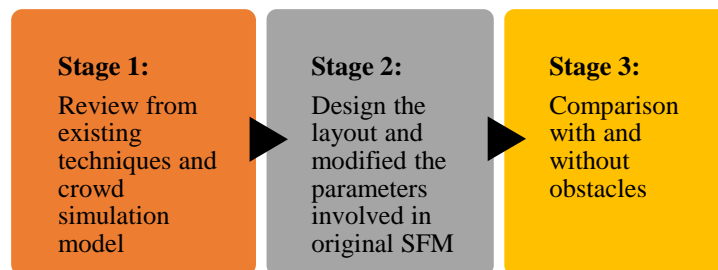 Stage 1:
Review from
existing
techniques and
crowd
simulation
model
Stage 2:
Design the
layout and
modified the
parameters
involved in
original SFM
Stage 3:
Comparison
with and
without
obstacles